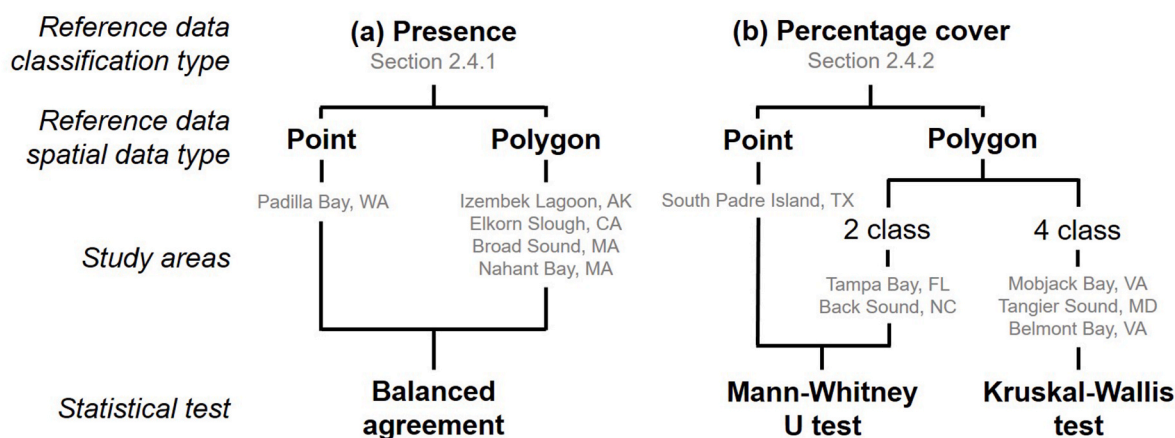 Reference data
classification type
(a) Presence
Section 2.4.1
(b) Percentage cover
Section 2.4.2
Reference data
spatial data type
Point
Polygon
Point
Polygon
Study areas
Padilla Bay, WA
Izembek Lagoon, AK
Elkorn Slough, CA
Broad Sound, MA
Nahant Bay, MA
South Padre Island, TX
2 class
4 class
Tampa Bay, FL
Back Sound, NC
Mobjack Bay, VA
Tangier Sound, MD
Belmont Bay, VA
Statistical test
Balanced
agreement
Mann-Whitney
U test
Kruskal-Wallis
test